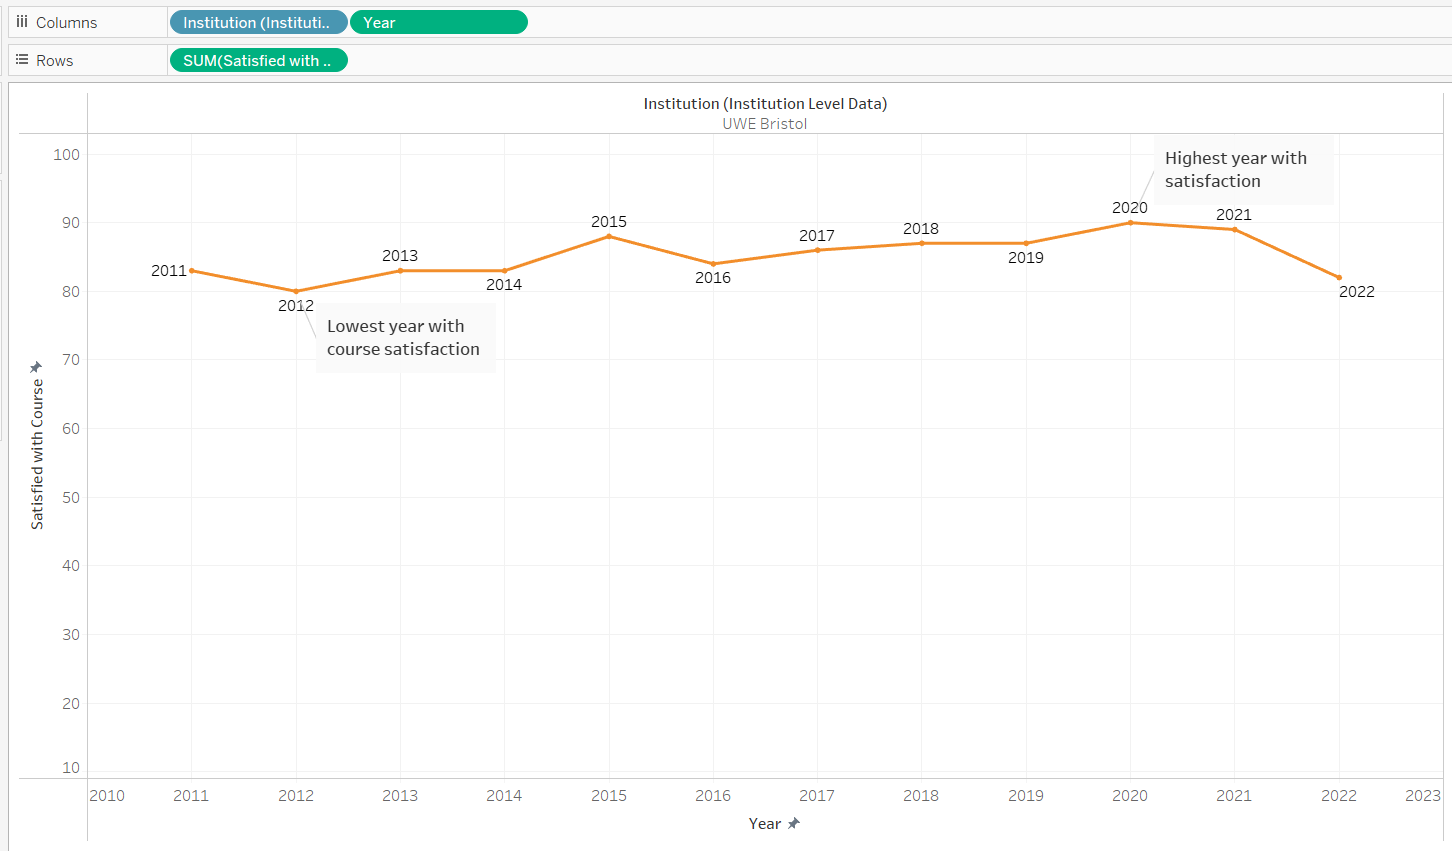 Columns
Institution (Instituti..
Year
Rows
SUM(Satisfied with ..
Institution (Institution Level Data)
UWE Bristol
Highest year with
satisfaction
100
90
80
70
60
50
40
30
20
10
Satisfied with Course
2011
2012
2013
2014
2015
2016
2017
2018
2019
2020
2021
2022
Lowest year with
course satisfaction
2010
2011
2012
2013
2014
2015
2016
2017
2018
2019
2020
2021
2022
2023
Year